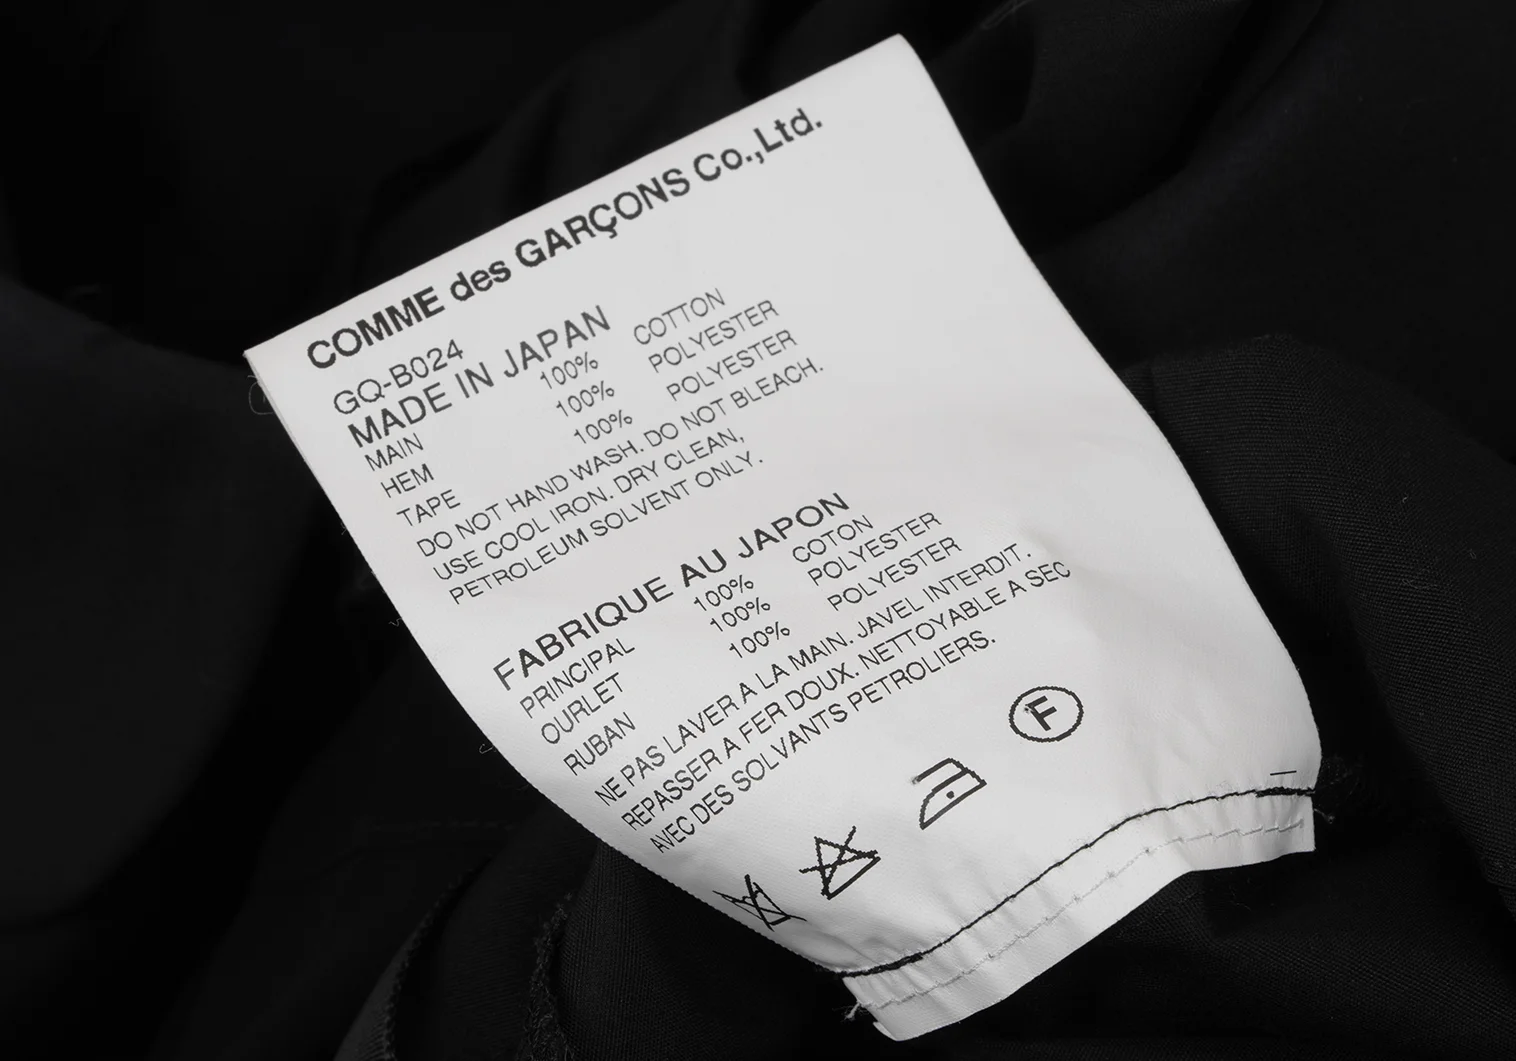 COMME des GARÇONS Co.,Ltd.
GQ-B024
MADE IN JAPAN
MAIN 100% COTTON
HEM 100% POLYESTER
TAPE 100% POLYESTER
DO NOT HAND WASH. DO NOT BLEACH.
USE COOL IRON. DRY CLEAN,
PETROLEUM SOLVENT ONLY.
FABRIQUE AU JAPON
PRINCIPAL 100% COTON
OURLET 100% POLYESTER
RUBAN 100% POLYESTER
NE PAS LAVER A LA MAIN. JAVEL INTERDIT.
REPASSER A FER DOUX. NETTOYABLE A SEC
AVEC DES SOLVANTS PETROLIERS.
F